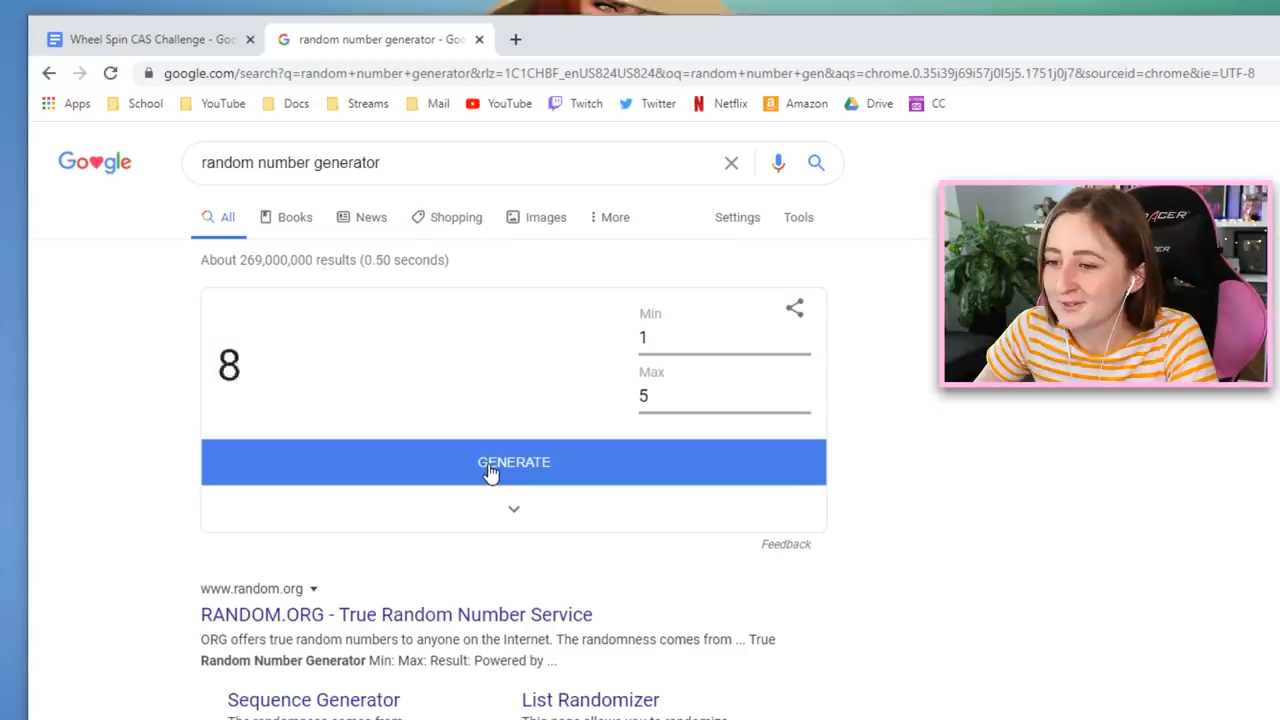 Wheel Spin CAS Challenge - Goo
random number generator - Goo
google.com/search?q=random+number+generator&rlz=1C1CHBF_enUS824US824&oq=random+number+gen&aqs=chrome.0.35i39j69i57j0l5j5.1751j0j7&sourceid=chrome&ie=UTF-8
Apps School YouTube Docs Streams Mail YouTube Twitch Twitter Netflix Amazon Drive CC
Go♥gle
random number generator
All Books News Shopping Images More Settings Tools
About 269,000,000 results (0.50 seconds)
Min
1
8
Max
5
GENERATE
Feedback
www.random.org
RANDOM.ORG - True Random Number Service
ORG offers true random numbers to anyone on the Internet. The randomness comes from ... True
Random Number Generator Min: Max: Result: Powered by ...
Sequence Generator List Randomizer